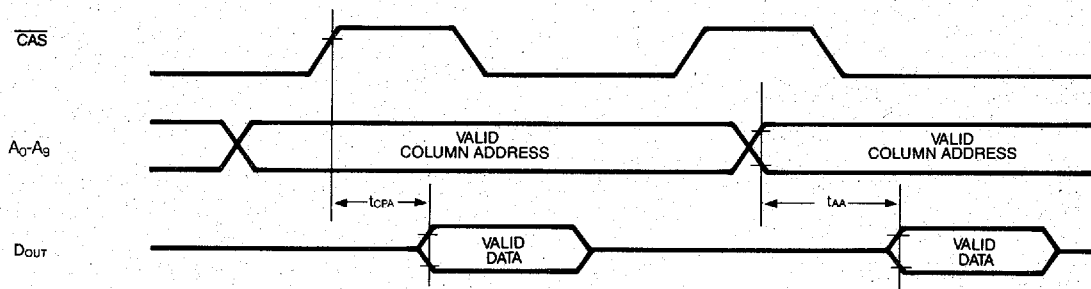 CAS
A0-A9
VALID
COLUMN ADDRESS
VALID
COLUMN ADDRESS
tCPA
tAA
DOUT
VALID
DATA
VALID
DATA